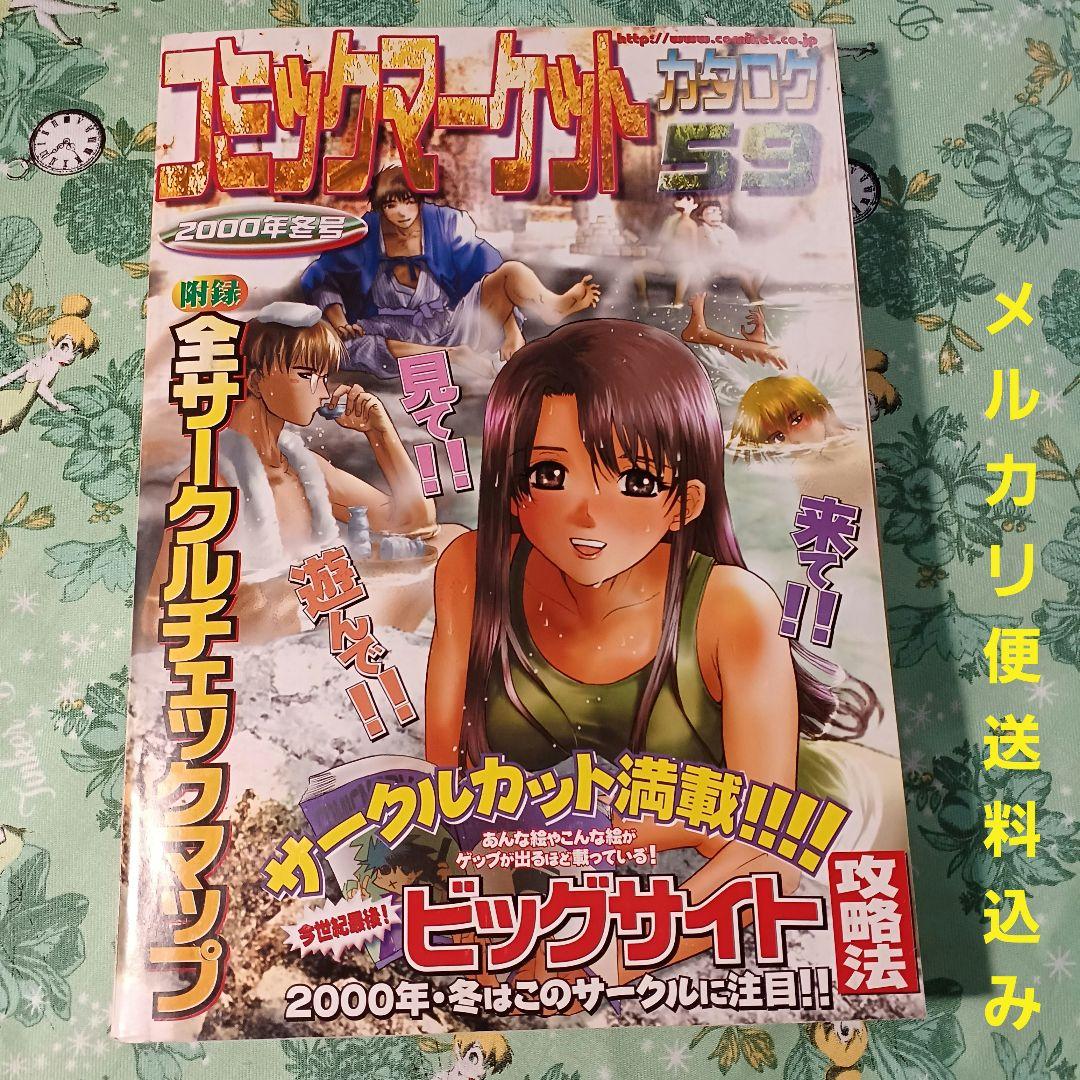 http://www.comiket.co.jp
コミックマーケット
カタログ
59
2000年冬号
附録
全サークルチェックマップ
見て!!
来て!!
遊んで!!
サークルカット満載!!!!
あんな絵やこんな絵が
ゲップが出るほど載っている!
今世紀最後!
ビッグサイト
攻略法
2000年・冬はこのサークルに注目!!
メルカリ便送料込み